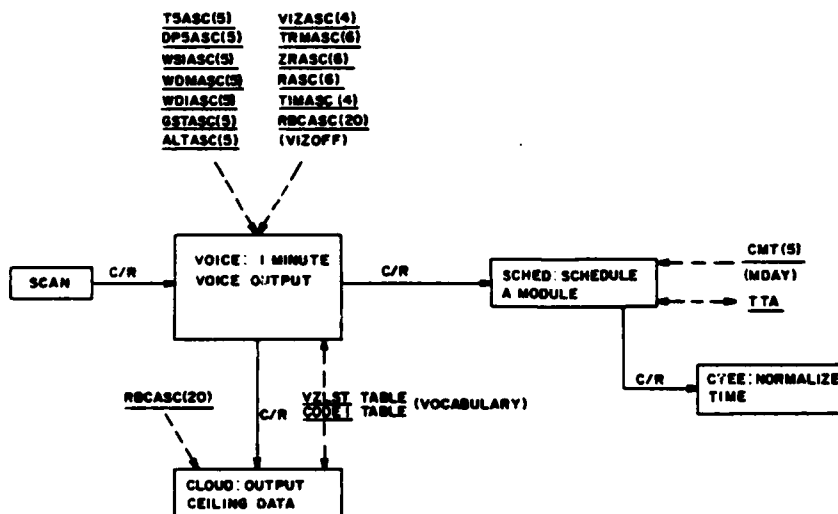 TSASC(5)
DPSASC(5)
WSIASC(5)
WDMASC(5)
WDIASC(5)
GSTASC(5)
ALTASC(5)
VIZASC(4)
TRMASC(6)
ZRASC(6)
RASC(6)
TIMASC(4)
RBCASC(20)
(VIZOFF)
SCAN
C/R
VOICE: 1 MINUTE
VOICE OUTPUT
C/R
SCHED: SCHEDULE
A MODULE
CMT(5)
(MDAY)
TTA
C/R
CYEE: NORMALIZE
TIME
RBCASC(20)
C/R
VZLST TABLE
CODE1 TABLE
(VOCABULARY)
CLOUD: OUTPUT
CEILING DATA